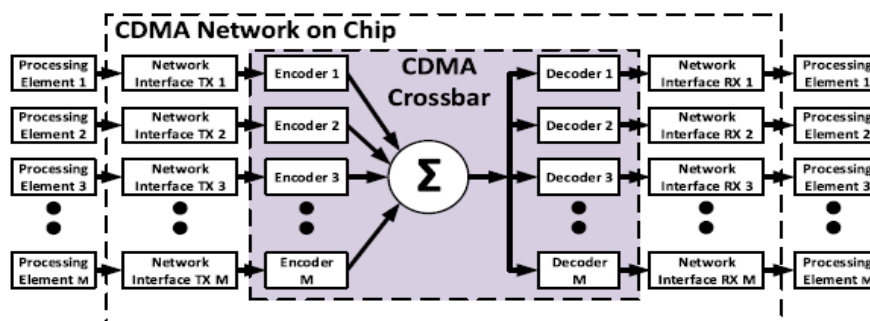 CDMA Network on Chip
Processing
Element 1
Network
Interface TX 1
Encoder 1
CDMA
Crossbar
Decoder 1
Network
Interface RX 1
Processing
Element 1
Processing
Element 2
Network
Interface TX 2
Encoder 2
Decoder 2
Network
Interface RX 2
Processing
Element 2
Processing
Element 3
Network
Interface TX 3
Encoder 3
Σ
Decoder 3
Network
Interface RX 3
Processing
Element 3
Processing
Element M
Network
Interface TX M
Encoder
M
Decoder
M
Network
Interface RX M
Processing
Element M